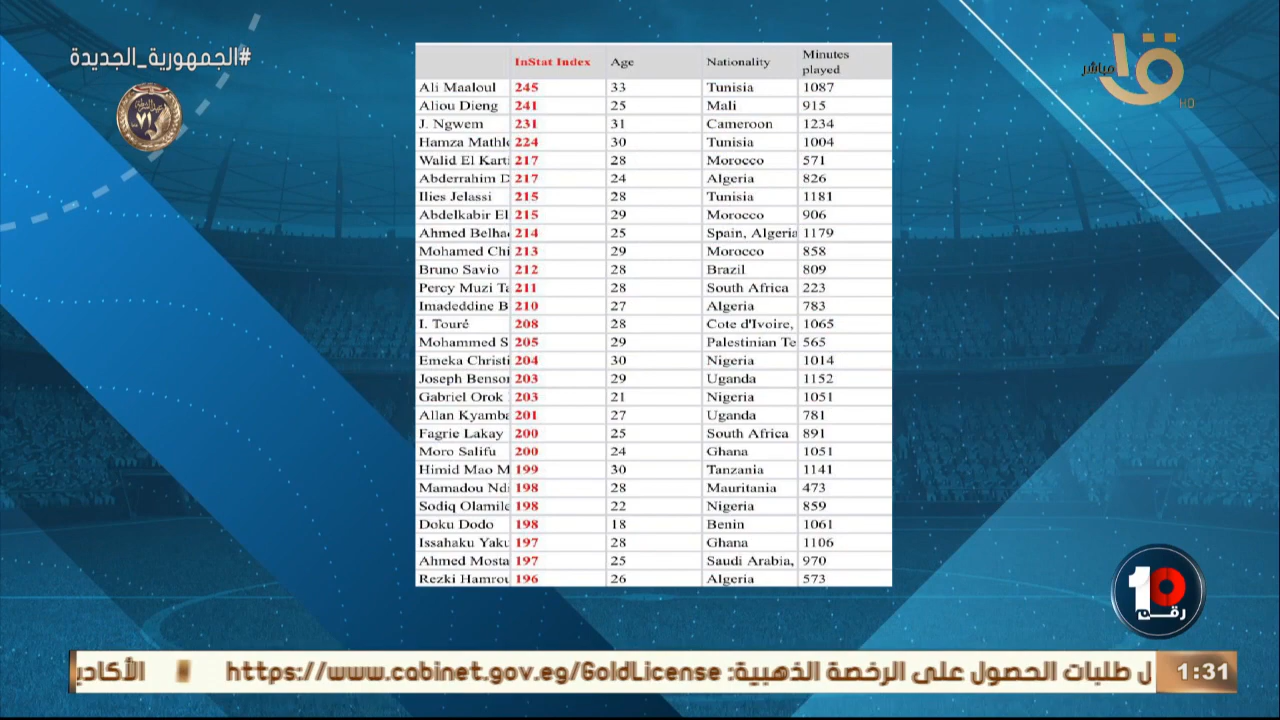 #الجمهورية_الجديدة
مباشر
HD
InStat Index Age Nationality Minutes played
Ali Maaloul 245 33 Tunisia 1087
Aliou Dieng 241 25 Mali 915
J. Ngwem 231 31 Cameroon 1234
Hamza Mathl 224 30 Tunisia 1004
Walid El Kart 217 28 Morocco 571
Abderrahim D 217 24 Algeria 826
Ilies Jelassi 215 28 Tunisia 1181
Abdelkabir El 215 29 Morocco 906
Ahmed Belha 214 25 Spain, Algeria 1179
Mohamed Chi 213 29 Morocco 858
Bruno Savio 212 28 Brazil 809
Percy Muzi Ta 211 28 South Africa 223
Imadeddine B 210 27 Algeria 783
I. Touré 208 28 Cote d'Ivoire, 1065
Mohammed S 205 29 Palestinian Te 565
Emeka Christi 204 30 Nigeria 1014
Joseph Benson 203 29 Uganda 1152
Gabriel Orok 203 21 Nigeria 1051
Allan Kyamba 201 27 Uganda 781
Fagrie Lakay 200 25 South Africa 891
Moro Salifu 200 24 Ghana 1051
Himid Mao M 199 30 Tanzania 1141
Mamadou Nd 198 28 Mauritania 473
Sodiq Olamile 198 22 Nigeria 859
Doku Dodo 198 18 Benin 1061
Issahaku Yaku 197 28 Ghana 1106
Ahmed Mosta 197 25 Saudi Arabia, 970
Rezki Hamrou 196 26 Algeria 573
رقم 10
ل طلبات الحصول على الرخصة الذهبية: https://www.cabinet.gov.eg/GoldLicense الأكادي
1:31